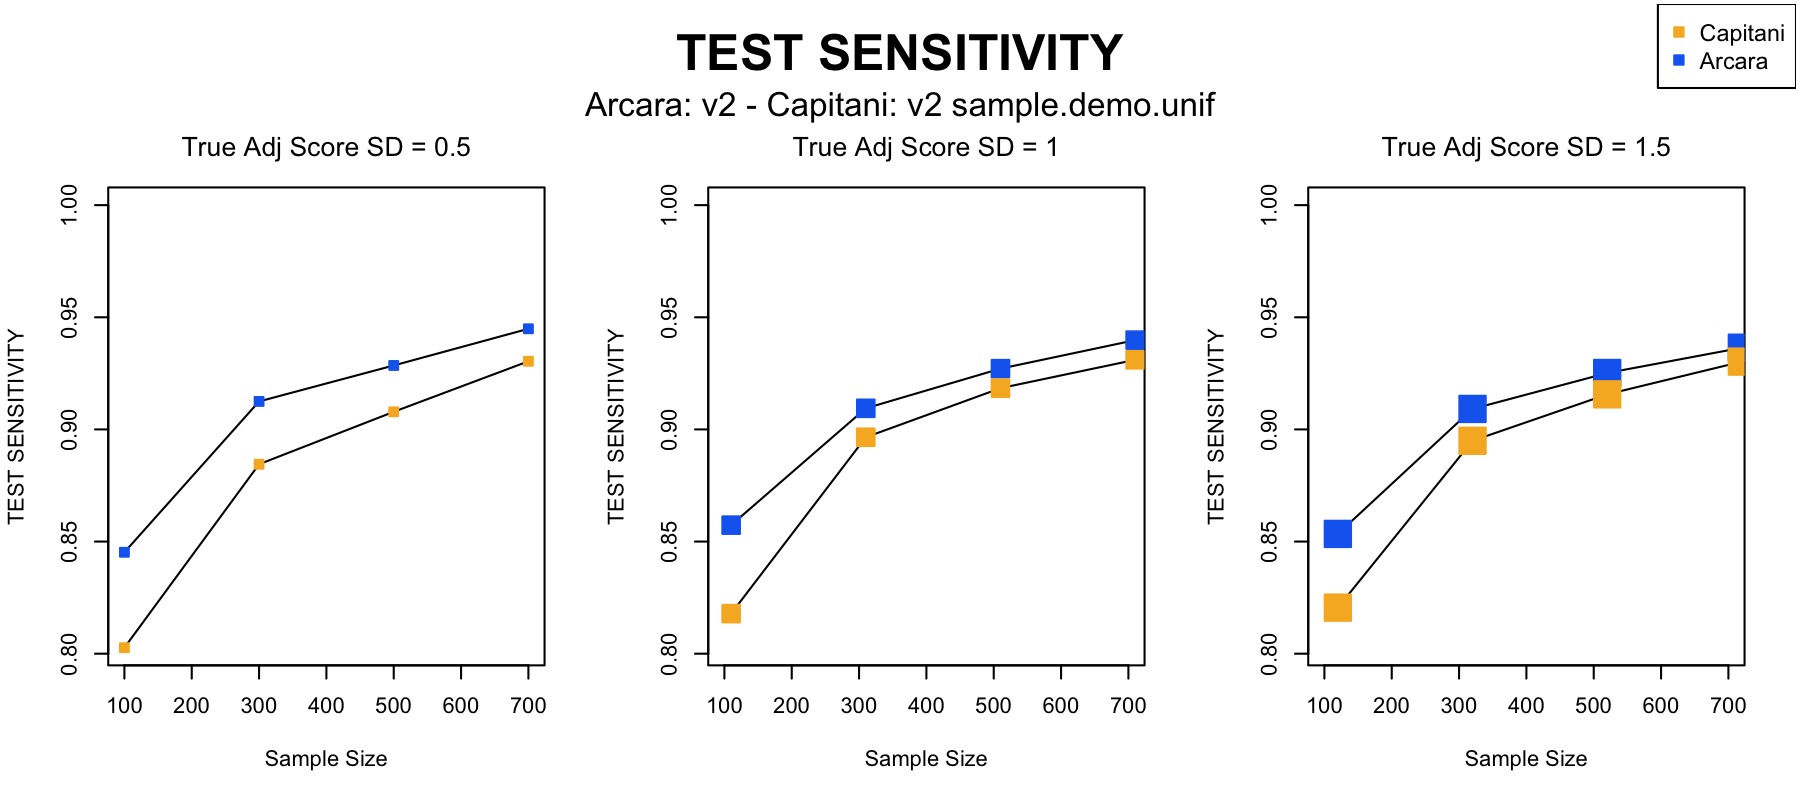 TEST SENSITIVITY
Arcara: v2 - Capitani: v2 sample.demo.unif
Capitani
Arcara
True Adj Score SD = 0.5
TEST SENSITIVITY
1.00
0.95
0.90
0.85
0.80
100 200 300 400 500 600 700
Sample Size
True Adj Score SD = 1
TEST SENSITIVITY
1.00
0.95
0.90
0.85
0.80
100 200 300 400 500 600 700
Sample Size
True Adj Score SD = 1.5
TEST SENSITIVITY
1.00
0.95
0.90
0.85
0.80
100 200 300 400 500 600 700
Sample Size